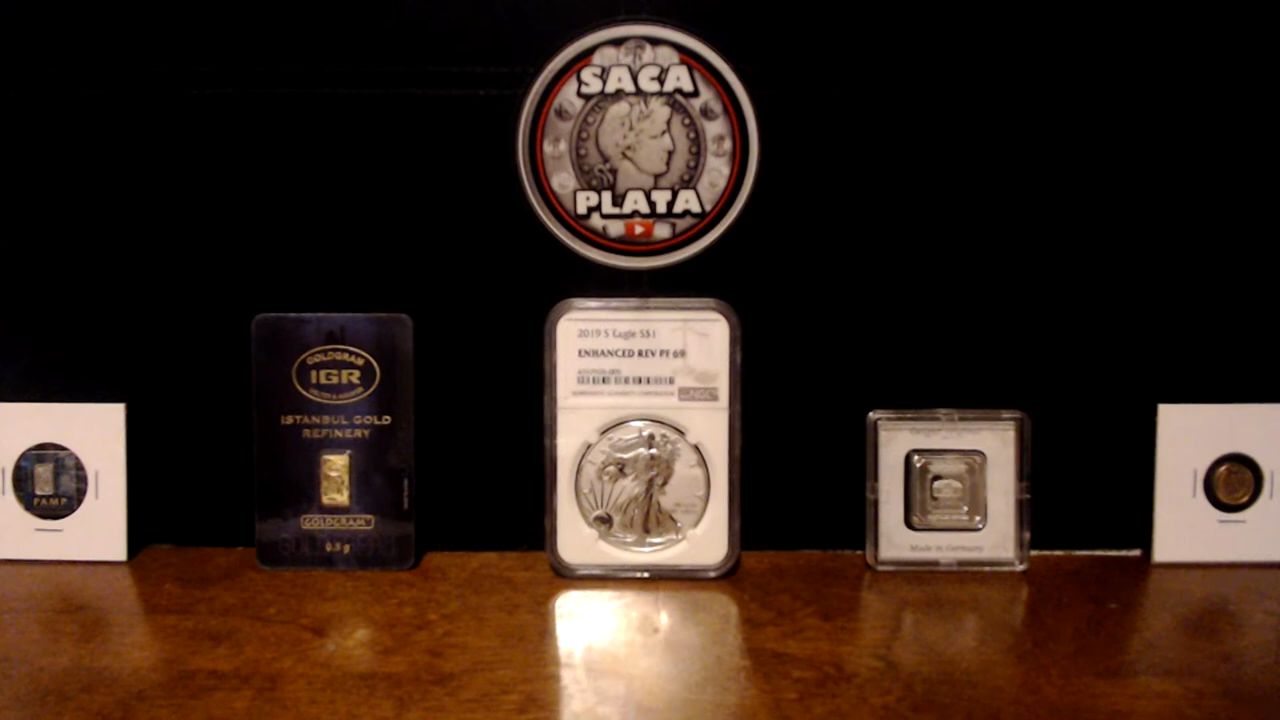 SACA
PLATA
GOLDGRAM
IGR
ISTANBUL GOLD
REFINERY
GOLDGRAM
0.5 g
2019 S Eagle S$1
ENHANCED REV PF 69
NGC
Made in Germany
PAMP